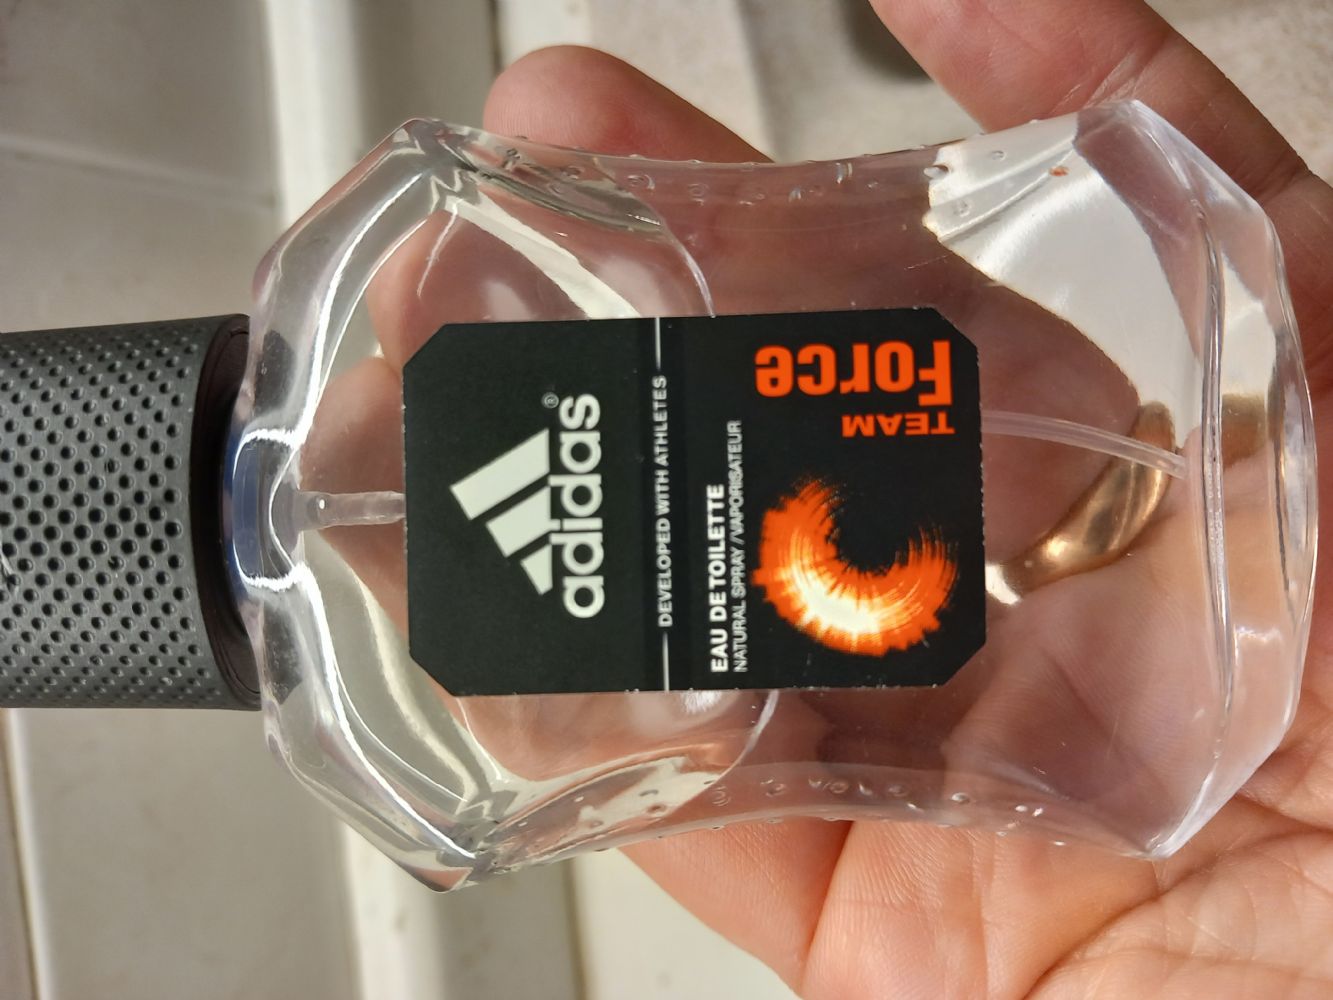 adidas®
DEVELOPED WITH ATHLETES
EAU DE TOILETTE
NATURAL SPRAY / VAPORISATEUR
TEAM
Force